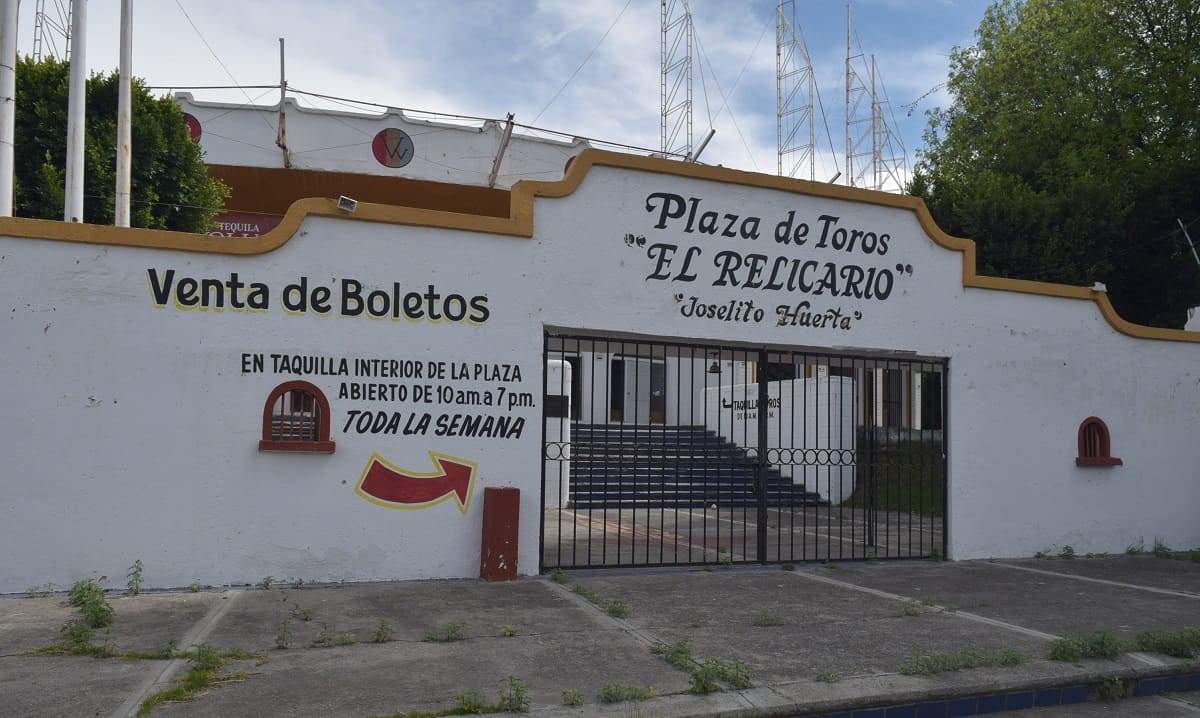 TEQUILA
Plaza de Toros
"EL RELICARIO"
"Joselito Huerta"
Venta de Boletos
EN TAQUILLA INTERIOR DE LA PLAZA
ABIERTO DE 10 a.m. a 7 p.m.
TODA LA SEMANA
TAQUILLA